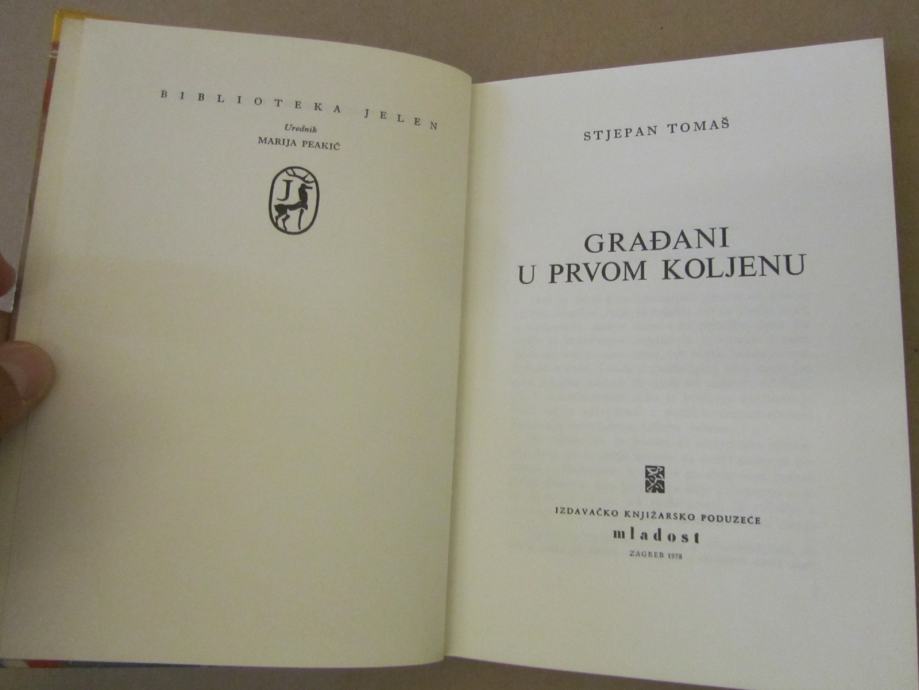 BIBLIOTEKA JELEN
Urednik
MARIJA PEAKIĆ
J
STJEPAN TOMAŠ
GRAĐANI
U PRVOM KOLJENU
IZDAVAČKO KNJIŽARSKO PODUZEĆE
mladost
ZAGREB 1978